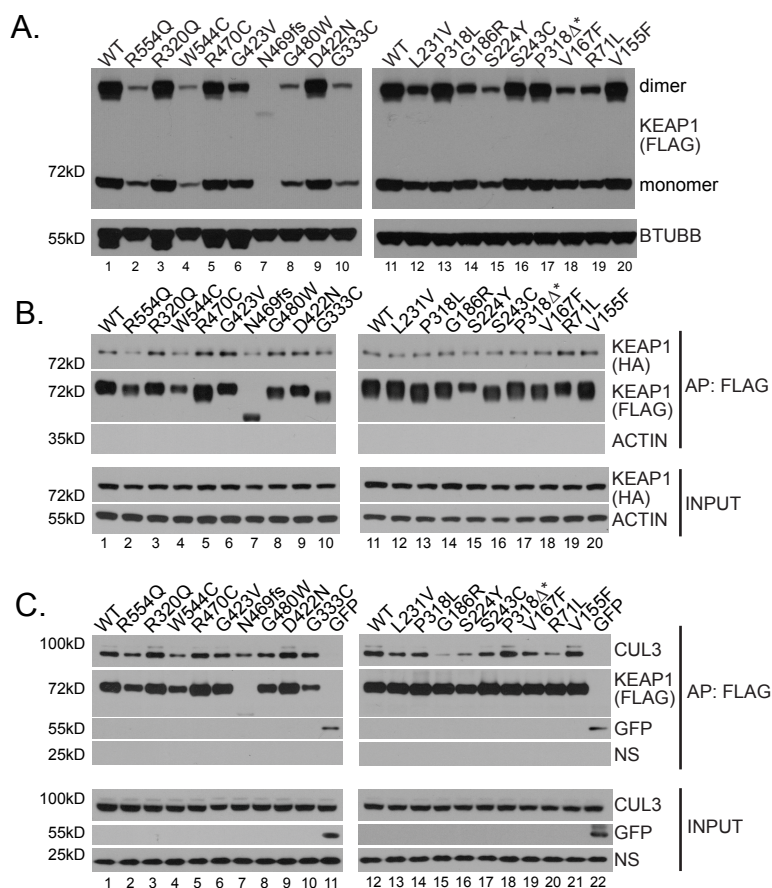 A.
WT R554Q R320Q W544C R470C G423V N469fs G480W D422N G333C
WT L231V P318L G186R S224Y S243C P318Δ* V167F R71L V155F
dimer
KEAP1
(FLAG)
72kD
monomer
55kD
BTUBB
1 2 3 4 5 6 7 8 9 10
11 12 13 14 15 16 17 18 19 20
B.
WT R554Q R320Q W544C R470C G423V N469fs G480W D422N G333C
WT L231V P318L G186R S224Y S243C P318Δ* V167F R71L V155F
72kD
KEAP1
(HA)
72kD
KEAP1
(FLAG)
AP: FLAG
35kD
ACTIN
72kD
KEAP1
(HA)
INPUT
55kD
ACTIN
1 2 3 4 5 6 7 8 9 10
11 12 13 14 15 16 17 18 19 20
C.
WT R554Q R320Q W544C R470C G423V N469fs G480W D422N G333C GFP
WT L231V P318L G186R S224Y S243C P318Δ* V167F R71L V155F GFP
100kD
CUL3
72kD
KEAP1
(FLAG)
AP: FLAG
55kD
GFP
25kD
NS
100kD
CUL3
55kD
GFP
INPUT
25kD
NS
1 2 3 4 5 6 7 8 9 10 11
12 13 14 15 16 17 18 19 20 21 22